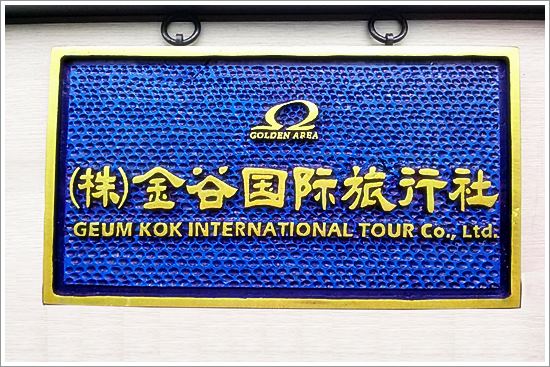 GOLDEN AREA
(株)金谷国际旅行社
GEUM KOK INTERNATIONAL TOUR Co., Ltd.